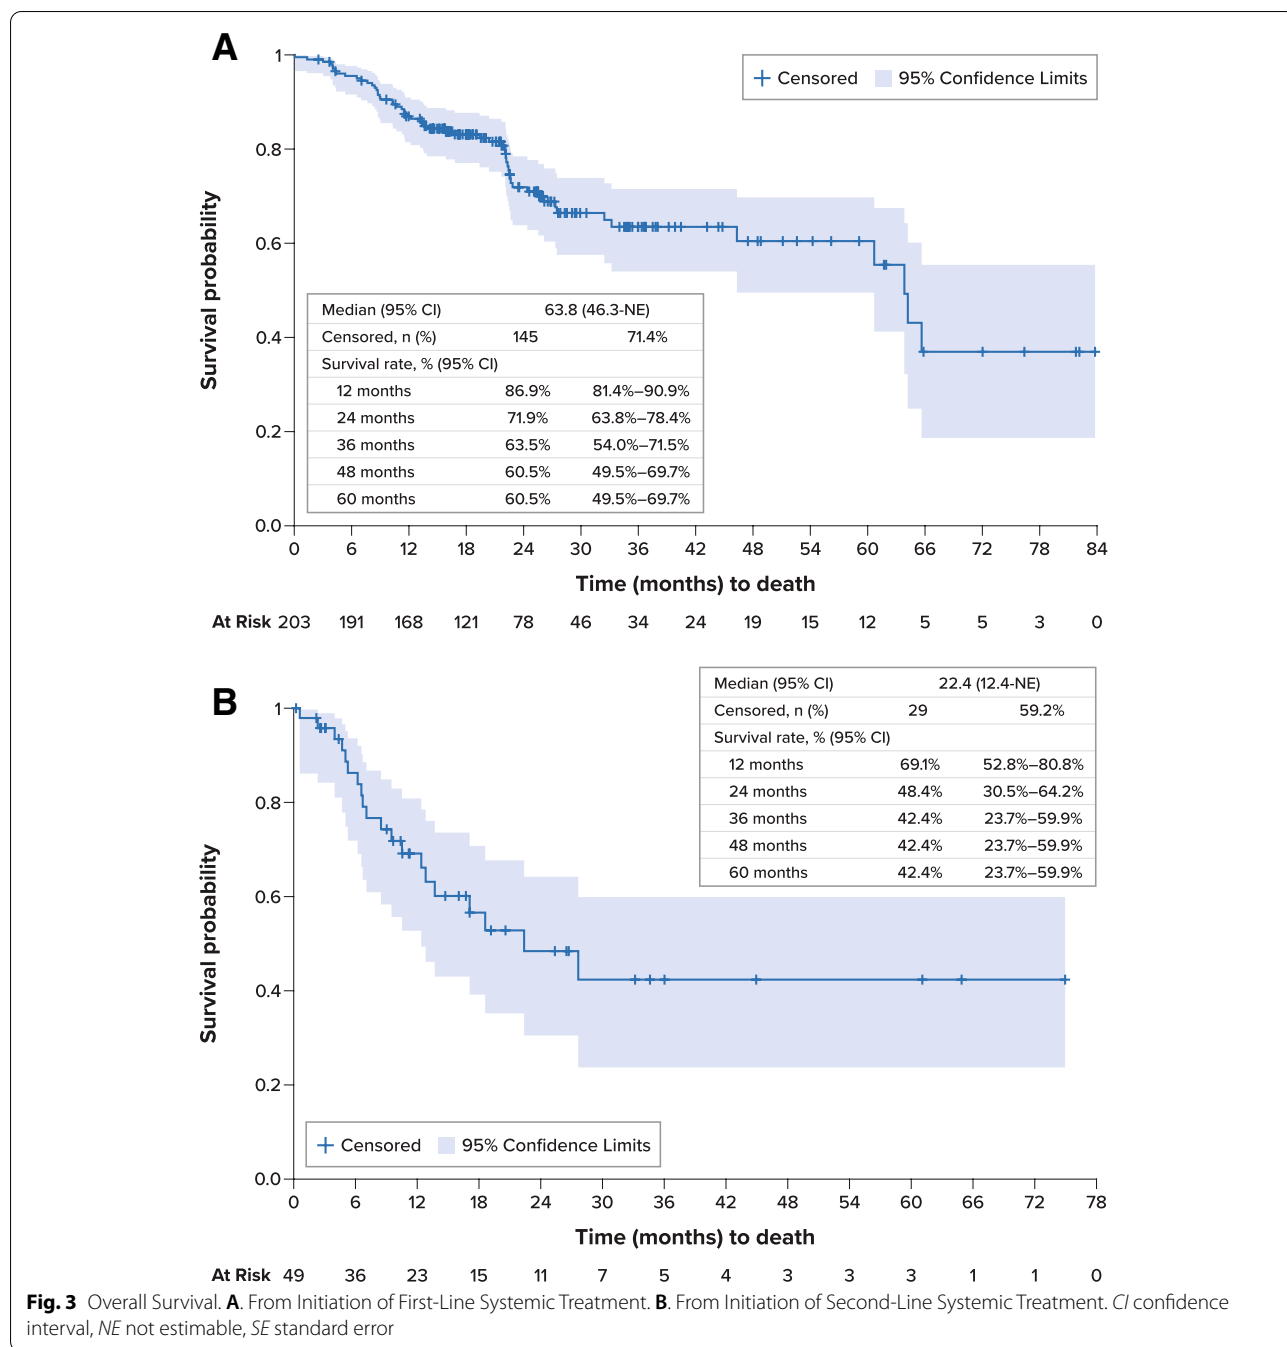 A
1
0.8
0.6
0.4
0.2
0.0
Survival probability
Censored 95% Confidence Limits
Median (95% CI) 63.8 (46.3-NE)
Censored, n (%) 145 71.4%
Survival rate, % (95% CI)
12 months 86.9% 81.4%–90.9%
24 months 71.9% 63.8%–78.4%
36 months 63.5% 54.0%–71.5%
48 months 60.5% 49.5%–69.7%
60 months 60.5% 49.5%–69.7%
0 6 12 18 24 30 36 42 48 54 60 66 72 78 84
Time (months) to death
At Risk 203 191 168 121 78 46 34 24 19 15 12 5 5 3 0
B
1
0.8
0.6
0.4
0.2
0.0
Survival probability
Median (95% CI) 22.4 (12.4-NE)
Censored, n (%) 29 59.2%
Survival rate, % (95% CI)
12 months 69.1% 52.8%–80.8%
24 months 48.4% 30.5%–64.2%
36 months 42.4% 23.7%–59.9%
48 months 42.4% 23.7%–59.9%
60 months 42.4% 23.7%–59.9%
Censored 95% Confidence Limits
0 6 12 18 24 30 36 42 48 54 60 66 72 78
Time (months) to death
At Risk 49 36 23 15 11 7 5 4 3 3 3 1 1 0
Fig. 3 Overall Survival. A. From Initiation of First-Line Systemic Treatment. B. From Initiation of Second-Line Systemic Treatment. CI confidence
interval, NE not estimable, SE standard error